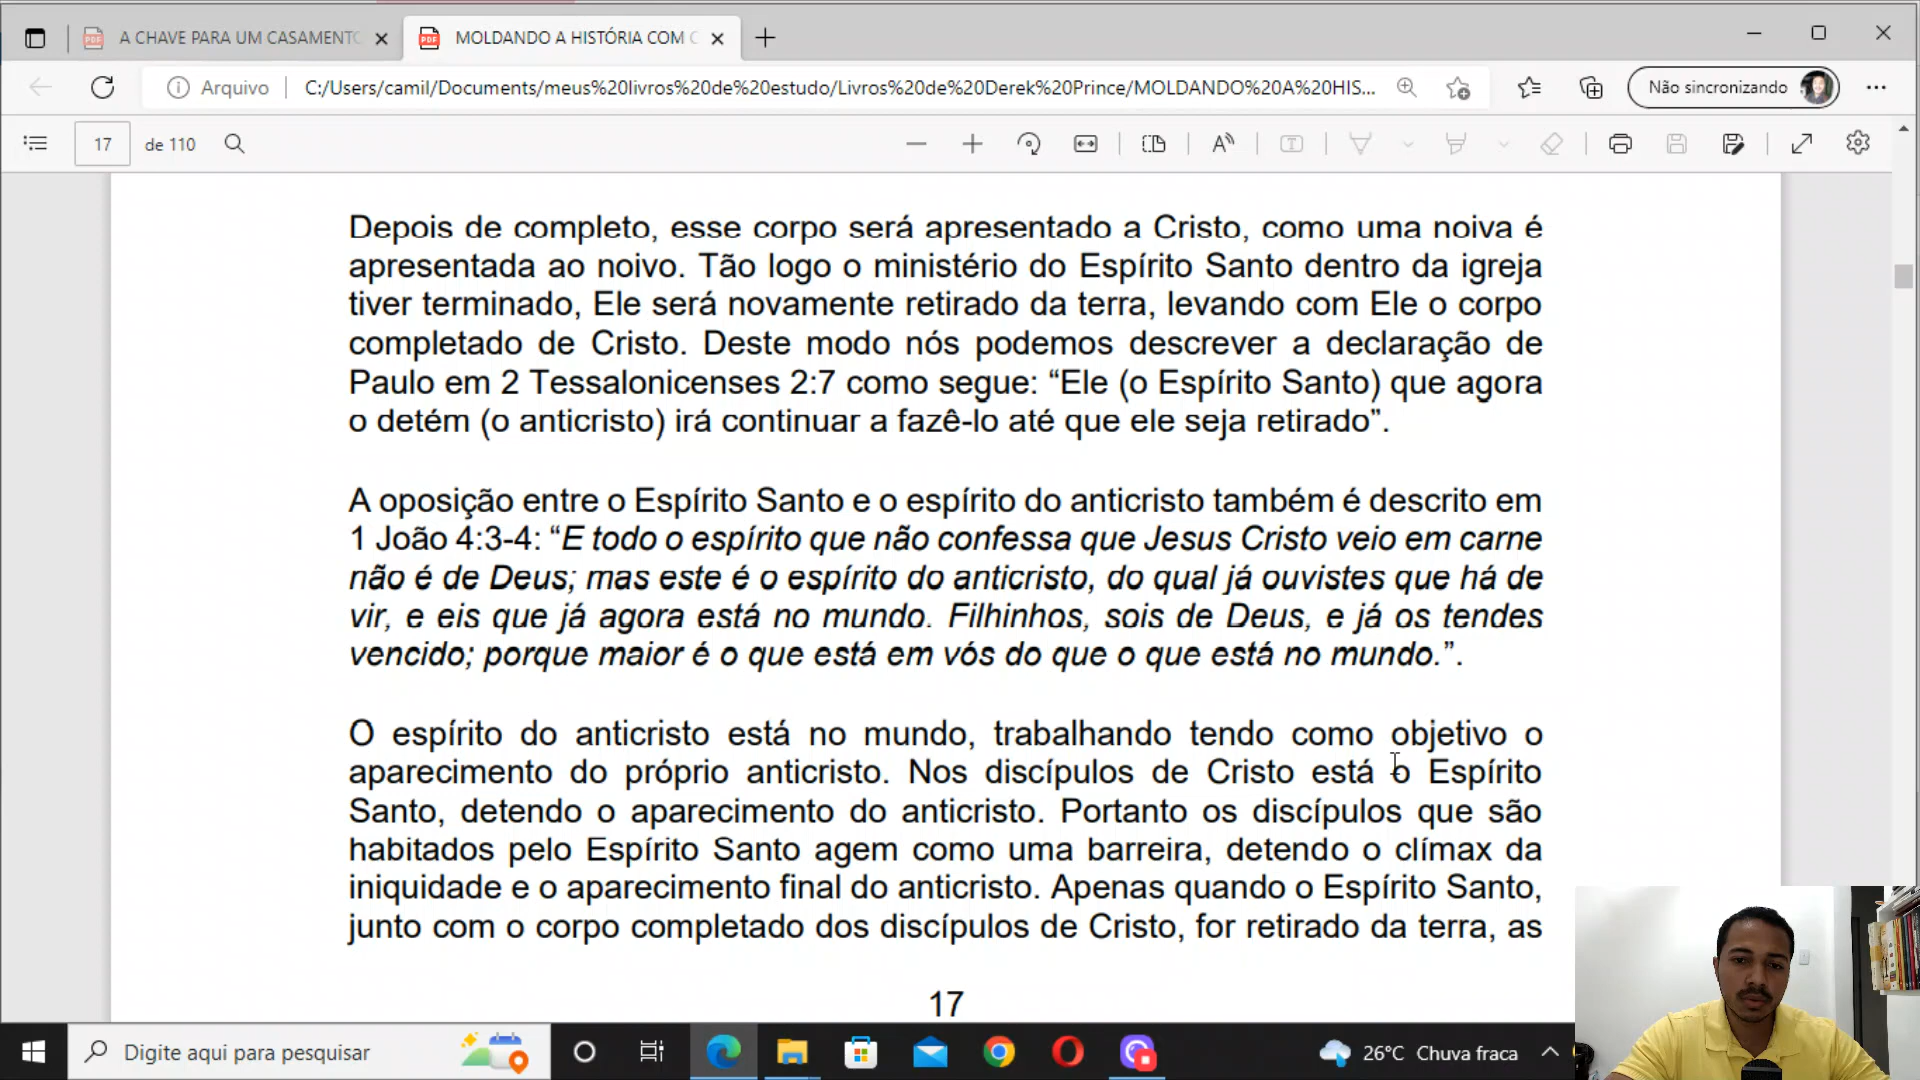 A CHAVE PARA UM CASAMENTO
MOLDANDO A HISTÓRIA COM
Arquivo
C:/Users/camil/Documents/meus%20livros%20de%20estudo/Livros%20de%20Derek%20Prince/MOLDANDO%20A%20HIS...
Não sincronizando
17 de 110
Depois de completo, esse corpo será apresentado a Cristo, como uma noiva é
apresentada ao noivo. Tão logo o ministério do Espírito Santo dentro da igreja
tiver terminado, Ele será novamente retirado da terra, levando com Ele o corpo
completado de Cristo. Deste modo nós podemos descrever a declaração de
Paulo em 2 Tessalonicenses 2:7 como segue: “Ele (o Espírito Santo) que agora
o detém (o anticristo) irá continuar a fazê-lo até que ele seja retirado”.
A oposição entre o Espírito Santo e o espírito do anticristo também é descrito em
1 João 4:3-4: “E todo o espírito que não confessa que Jesus Cristo veio em carne
não é de Deus; mas este é o espírito do anticristo, do qual já ouvistes que há de
vir, e eis que já agora está no mundo. Filhinhos, sois de Deus, e já os tendes
vencido; porque maior é o que está em vós do que o que está no mundo.”.
O espírito do anticristo está no mundo, trabalhando tendo como objetivo o
aparecimento do próprio anticristo. Nos discípulos de Cristo está o Espírito
Santo, detendo o aparecimento do anticristo. Portanto os discípulos que são
habitados pelo Espírito Santo agem como uma barreira, detendo o clímax da
iniquidade e o aparecimento final do anticristo. Apenas quando o Espírito Santo,
junto com o corpo completado dos discípulos de Cristo, for retirado da terra, as
17
Digite aqui para pesquisar
26°C Chuva fraca